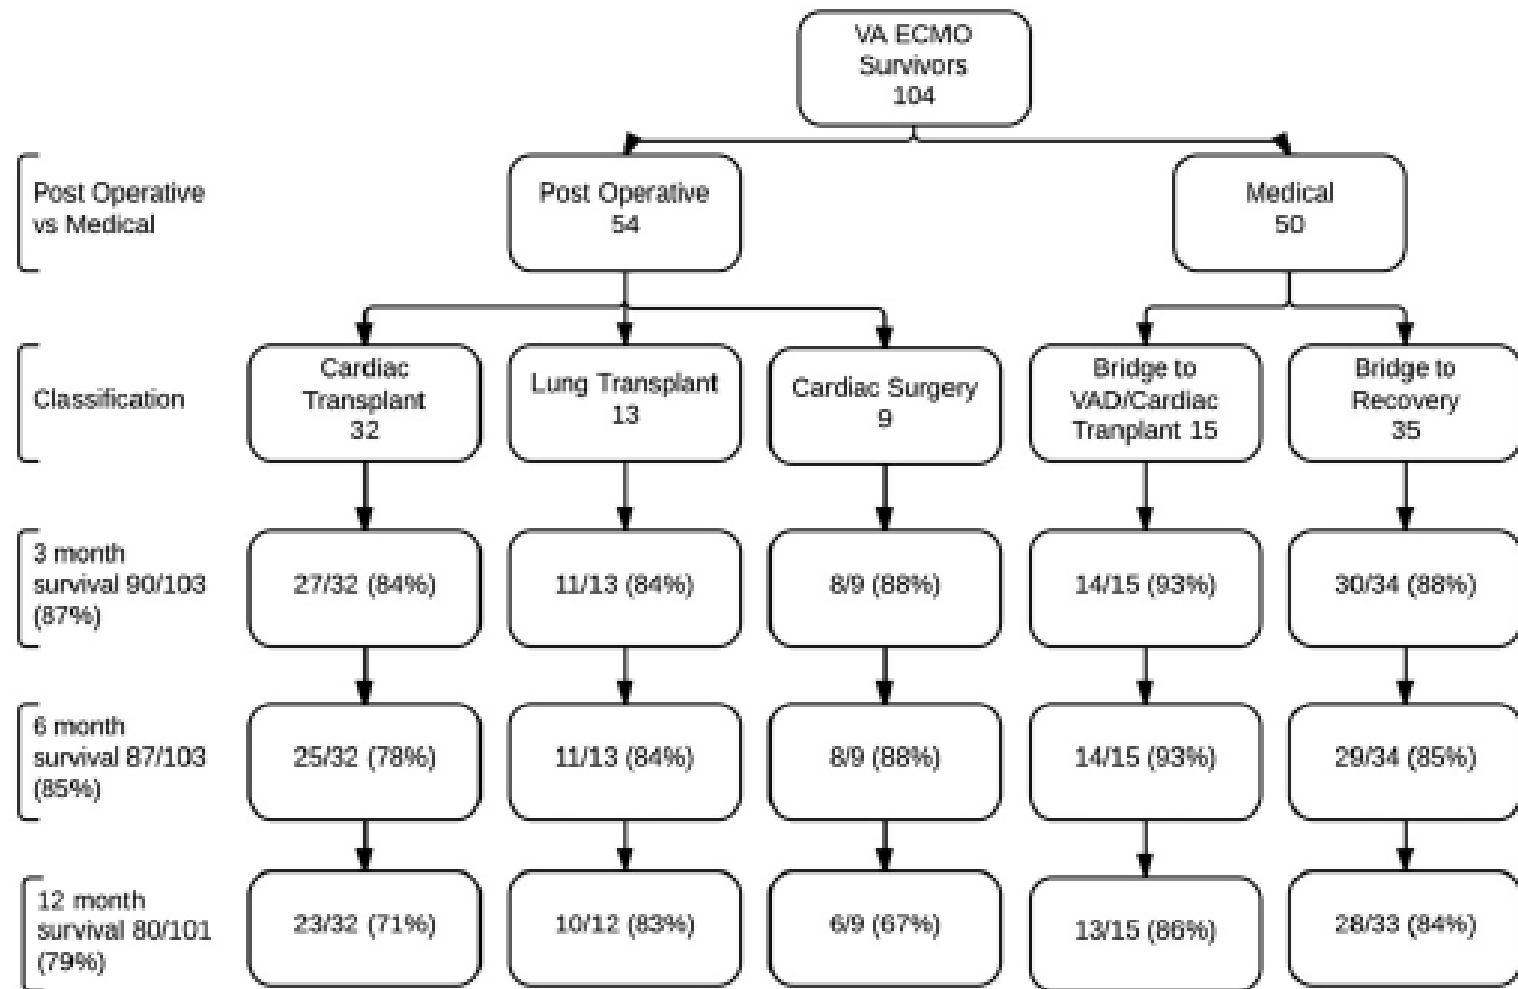 VA ECMO
Survivors
104
Post Operative
vs Medical
Post Operative
54
Medical
50
Classification
Cardiac
Transplant
32
Lung Transplant
13
Cardiac Surgery
9
Bridge to
VAD/Cardiac
Tranplant 15
Bridge to
Recovery
35
3 month
survival 90/103
(87%)
27/32 (84%)
11/13 (84%)
8/9 (88%)
14/15 (93%)
30/34 (88%)
6 month
survival 87/103
(85%)
25/32 (78%)
11/13 (84%)
8/9 (88%)
14/15 (93%)
29/34 (85%)
12 month
survival 80/101
(79%)
23/32 (71%)
10/12 (83%)
6/9 (67%)
13/15 (86%)
28/33 (84%)